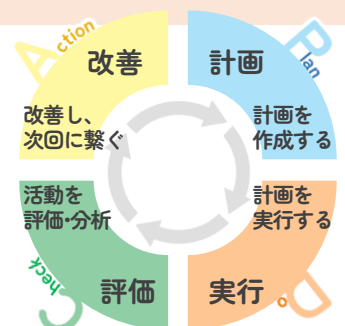 Action
改善
改善し、
次回に繋ぐ
Plan
計画
計画を
作成する
活動を
評価・分析
Check
評価
計画を
実行する
Do
実行